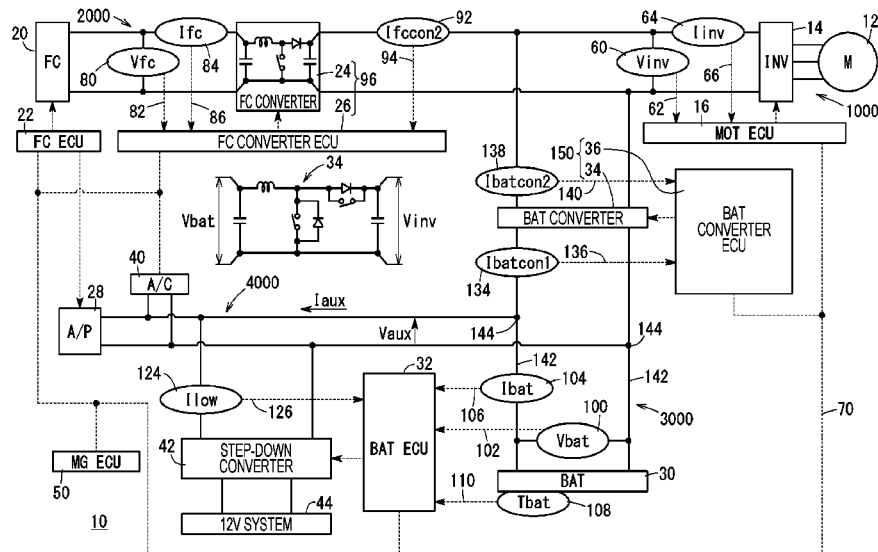 20
2000
Ifc
92
64
14
12
FC
Vfc
84
Ifccon2
60
Iinv
INV
M
80
94
24
96
Vinv
66
82
86
FC CONVERTER
26
62
16
1000
22
FC ECU
FC CONVERTER ECU
MOT ECU
34
138
150
36
34
Ibatcon2
140
Vbat
Vinv
BAT CONVERTER
BAT CONVERTER ECU
40
A/C
Ibatcon1
136
134
28
4000
Iaux
A/P
Vaux
144
144
124
32
142
142
Ilow
126
Ibat
104
106
100
3000
70
Vbat
102
42
STEP-DOWN CONVERTER
BAT ECU
MG ECU
50
30
BAT
110
Tbat
108
44
12V SYSTEM
10